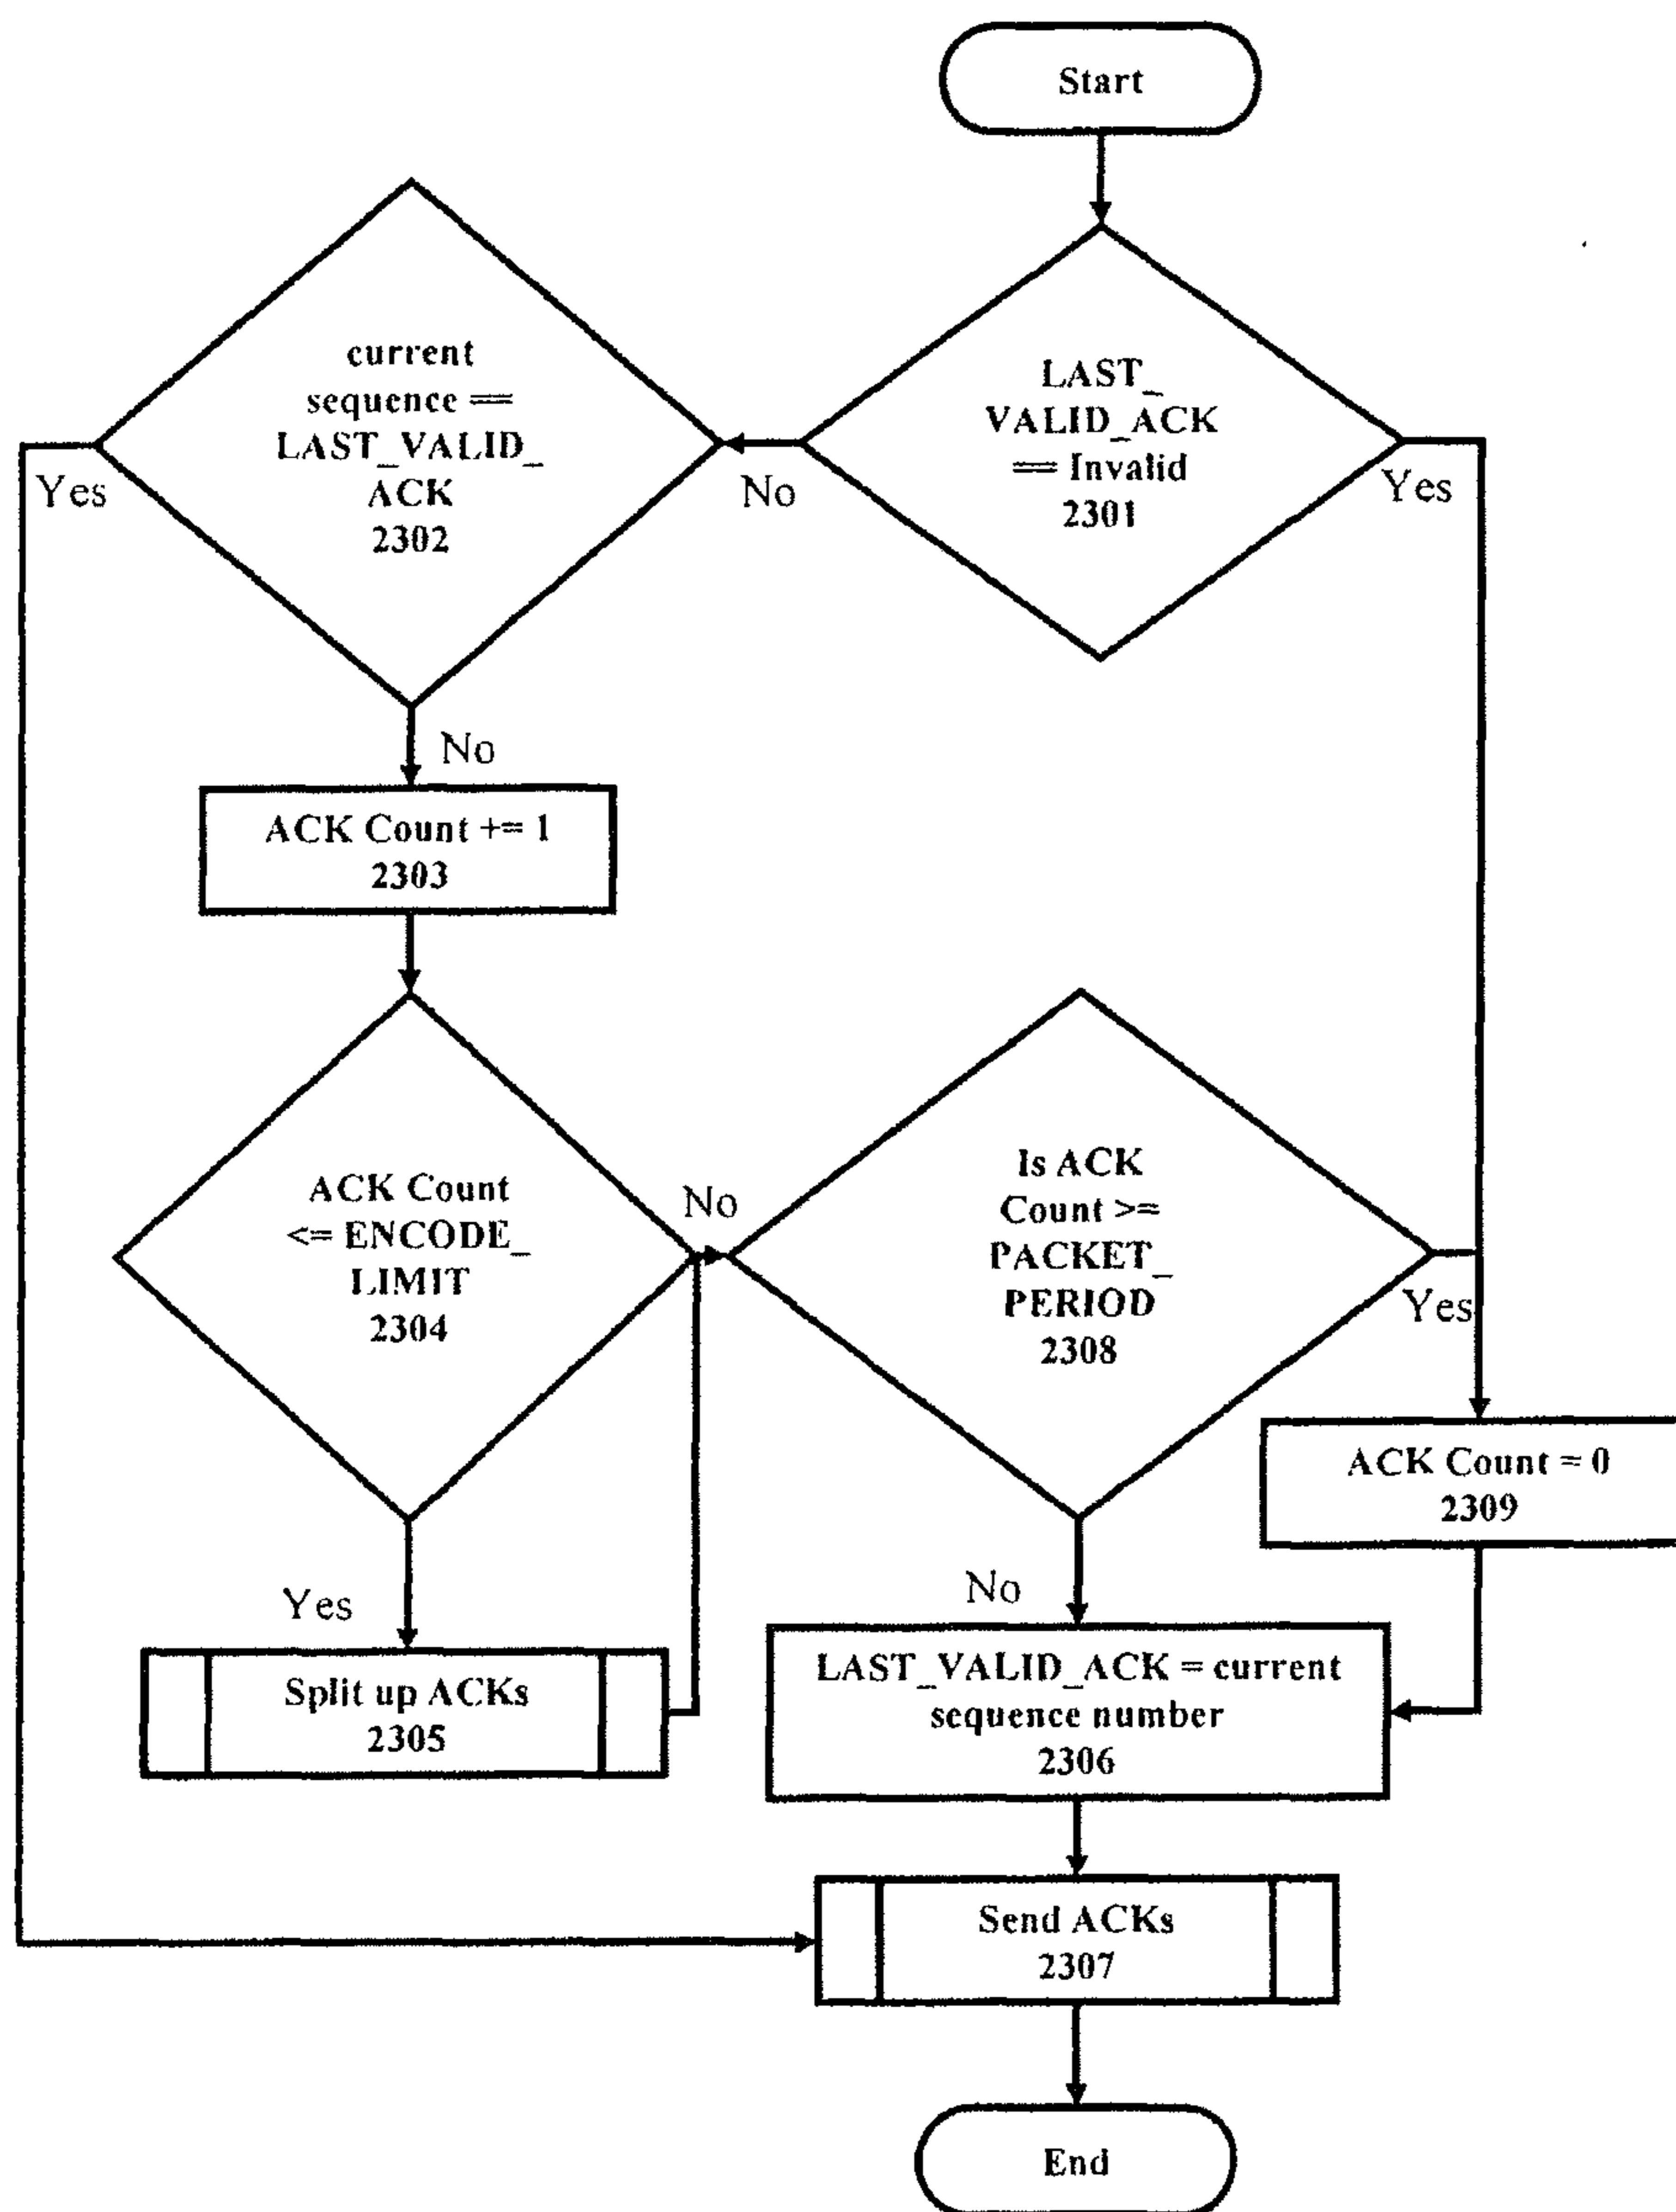 Start
LAST_
VALID_ACK
== Invalid
2301
Yes
No
current
sequence ==
LAST_VALID_
ACK
2302
Yes
No
ACK Count += 1
2303
ACK Count
<= ENCODE_
LIMIT
2304
No
Yes
Split up ACKs
2305
Is ACK
Count >=
PACKET_
PERIOD
2308
Yes
No
ACK Count = 0
2309
LAST_VALID_ACK = current
sequence number
2306
Send ACKs
2307
End